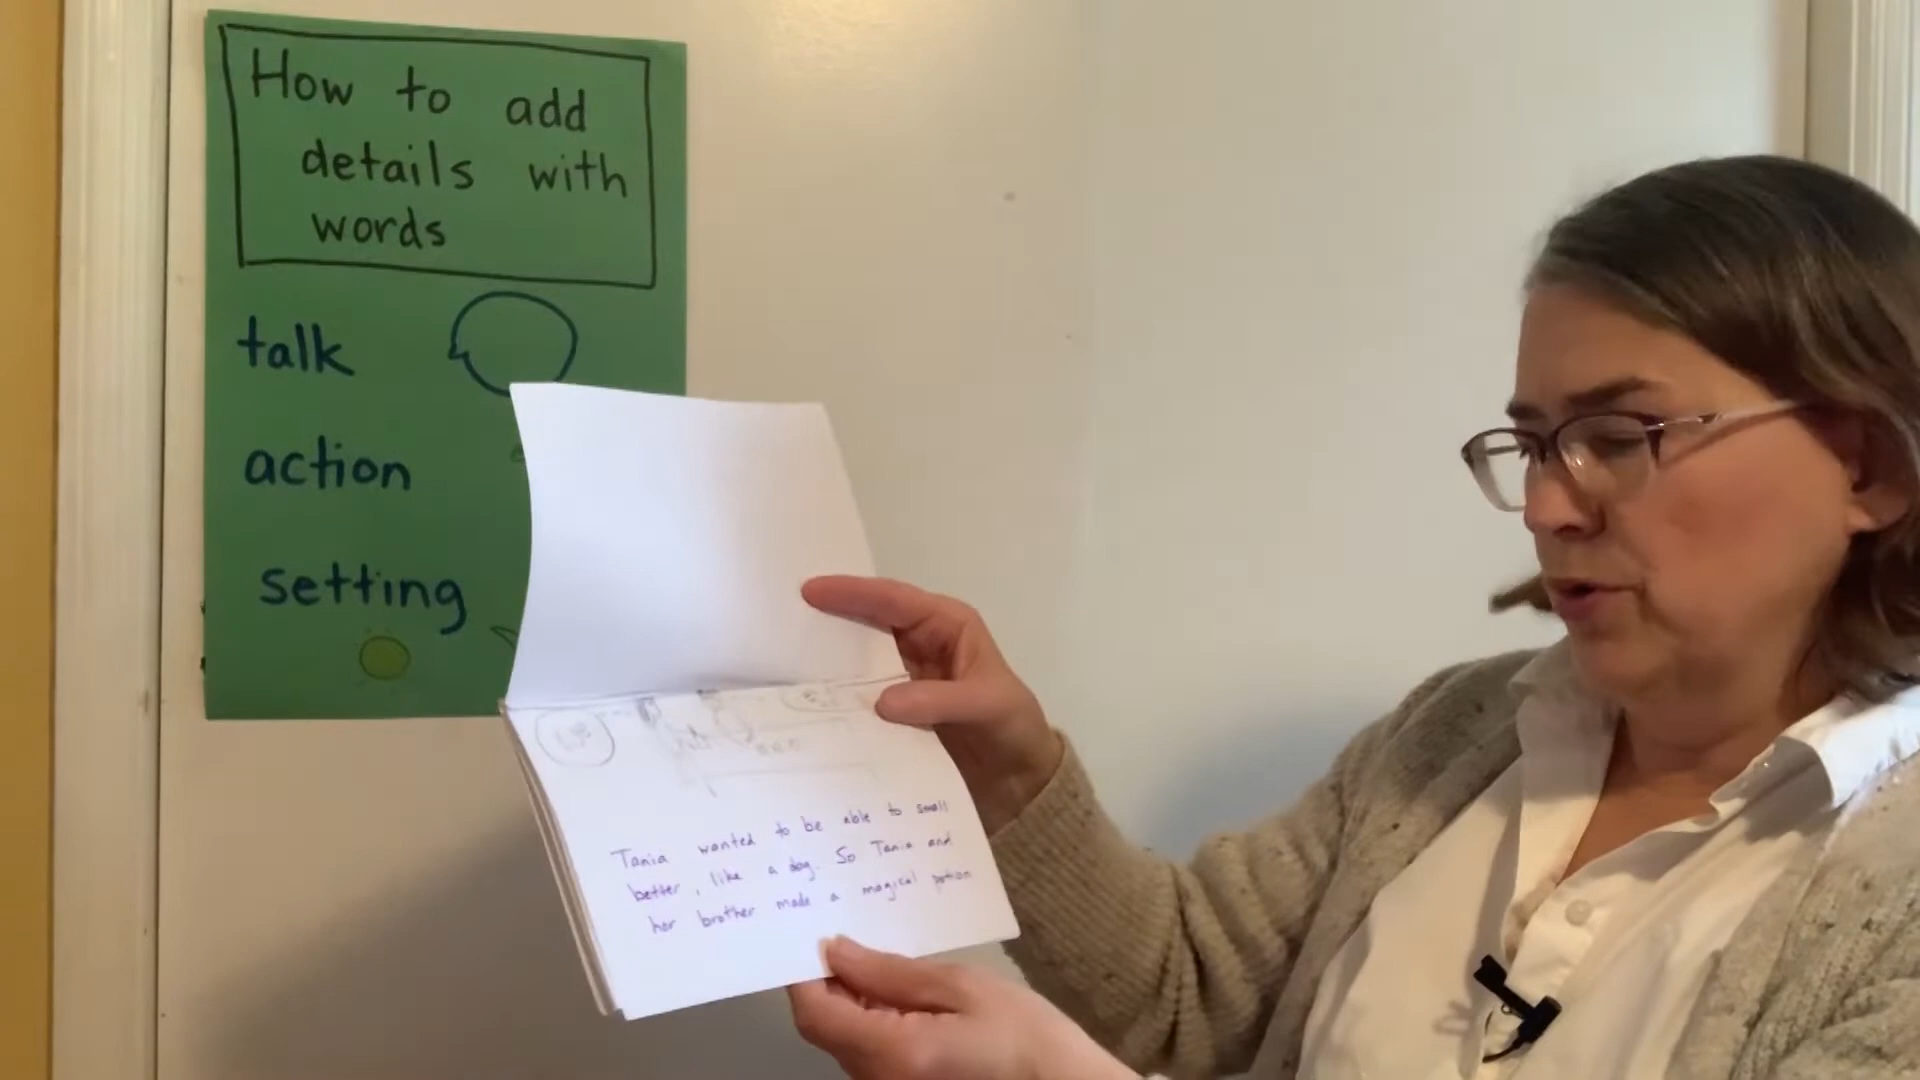 How to add
details with
words
talk
action
setting
Tania wanted to be able to small
better, like a dog. So Tania and
her brother made a magical potion